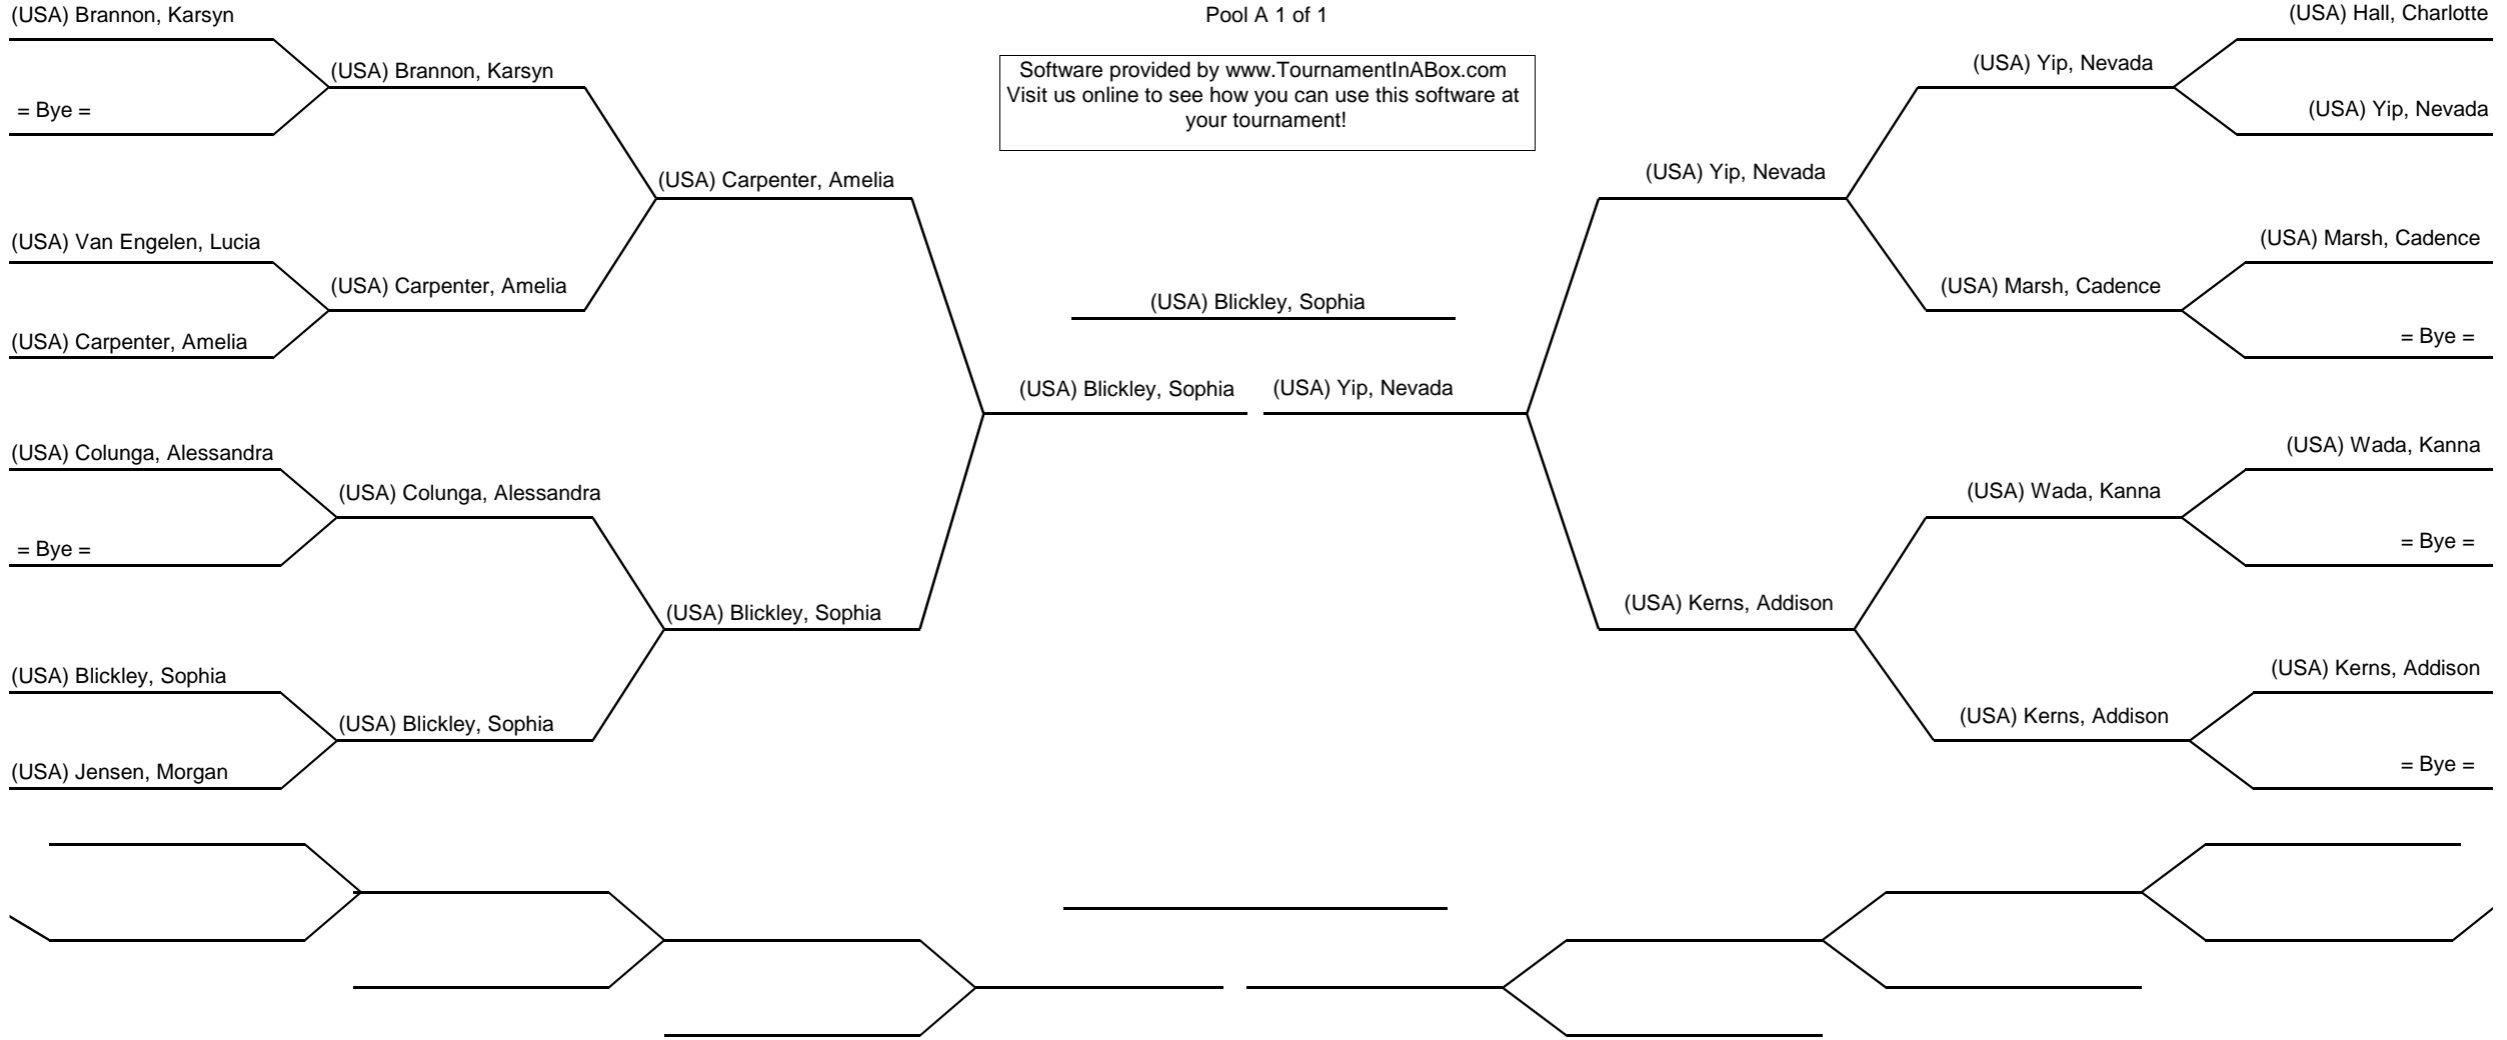 (USA) Brannon, Karsyn
= Bye =
(USA) Van Engelen, Lucia
(USA) Carpenter, Amelia
(USA) Colunga, Alessandra
= Bye =
(USA) Blickley, Sophia
(USA) Jensen, Morgan
(USA) Brannon, Karsyn
(USA) Carpenter, Amelia
(USA) Colunga, Alessandra
(USA) Blickley, Sophia
(USA) Carpenter, Amelia
(USA) Blickley, Sophia
Pool A 1 of 1
Software provided by www.TournamentInABox.com
Visit us online to see how you can use this software at
your tournament!
(USA) Blickley, Sophia
(USA) Blickley, Sophia
(USA) Yip, Nevada
(USA) Yip, Nevada
(USA) Kerns, Addison
(USA) Yip, Nevada
(USA) Marsh, Cadence
(USA) Wada, Kanna
(USA) Kerns, Addison
(USA) Hall, Charlotte
(USA) Yip, Nevada
(USA) Marsh, Cadence
= Bye =
(USA) Wada, Kanna
= Bye =
(USA) Kerns, Addison
= Bye =